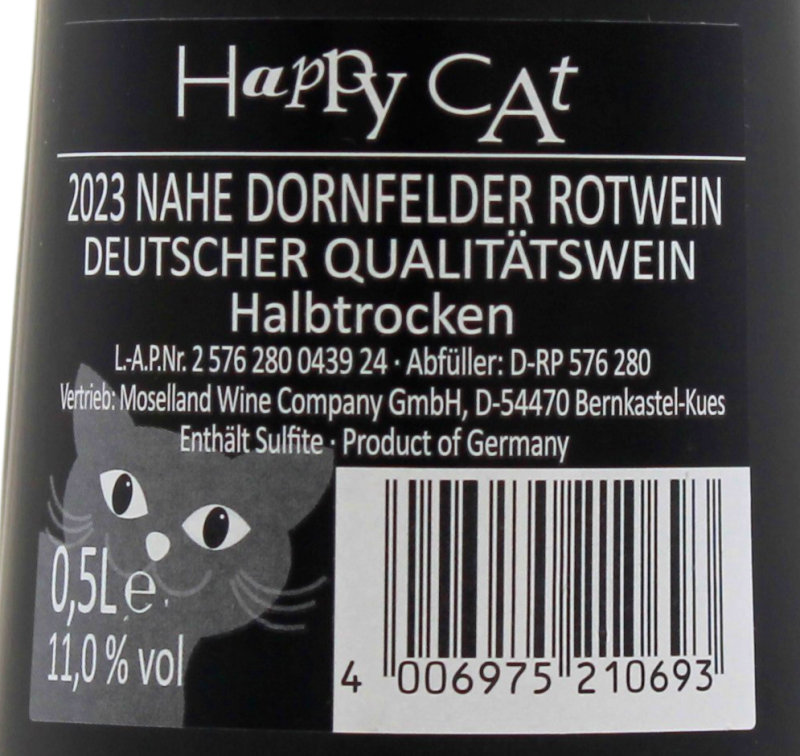 Happy Cat
2023 NAHE DORNFELDER ROTWEIN
DEUTSCHER QUALITÄTSWEIN
Halbtrocken
L.-A.P.Nr. 2 576 280 0439 24 · Abfüller: D-RP 576 280
Vertrieb: Moselland Wine Company GmbH, D-54470 Bernkastel-Kues
Enthält Sulfite · Product of Germany
0,5L e
11,0 % vol
4 006975 210693